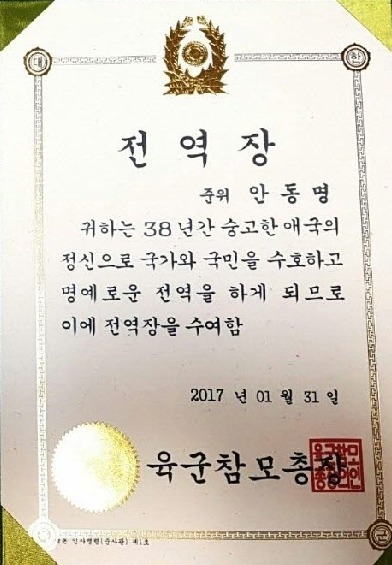 대 한
전역장
준위 안동명
귀하는 38년간 숭고한 애국의
정신으로 국가와 국민을 수호하고
명예로운 전역을 하게 되므로
이에 전역장을 수여함
2017 년 01 월 31 일
육군참모총장